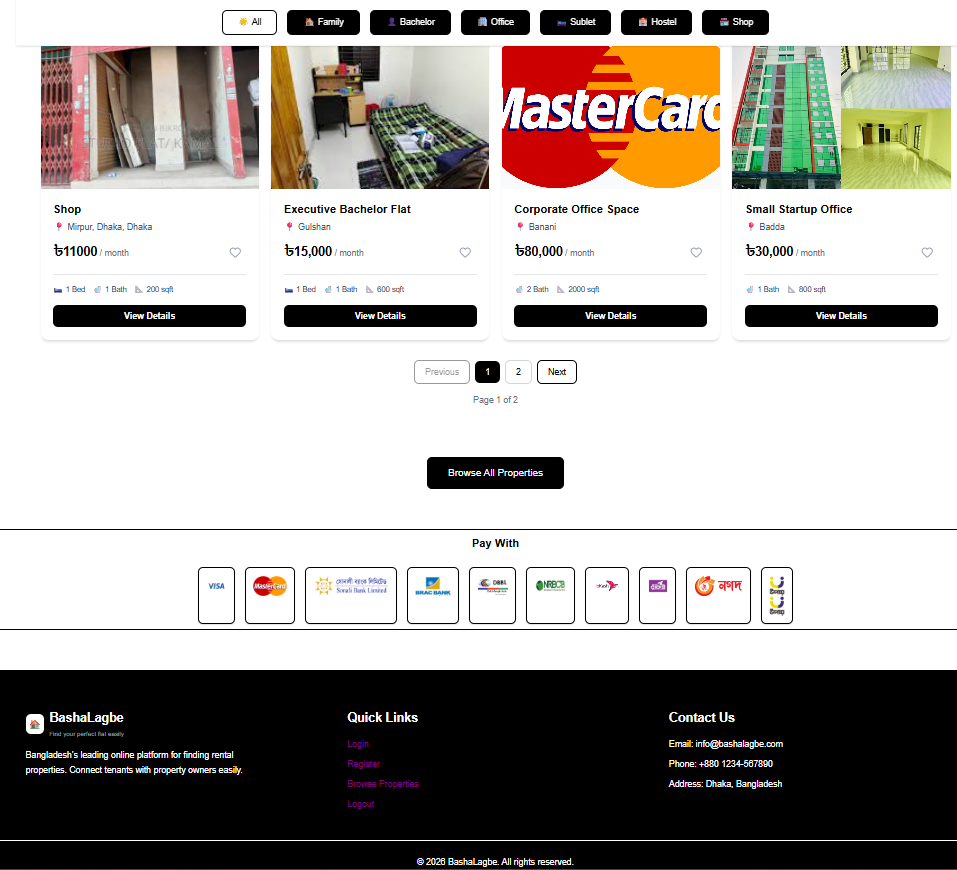 All
Family
Bachelor
Office
Sublet
Hostel
Shop
MasterCard
Shop
Mirpur, Dhaka, Dhaka
৳11000 / month
1 Bed 1 Bath 200 sqft
View Details
Executive Bachelor Flat
Gulshan
৳15,000 / month
1 Bed 1 Bath 600 sqft
View Details
Corporate Office Space
Banani
৳80,000 / month
2 Bath 2000 sqft
View Details
Small Startup Office
Badda
৳30,000 / month
1 Bath 800 sqft
View Details
Previous 1 2 Next
Page 1 of 2
Browse All Properties
Pay With
VISA
MasterCard
সোনালী ব্যাংক লিমিটেড
Sonali Bank Limited
BRAC BANK
DBBL
NRBCB
bKash
নগদ
উপায়
উপায়
BashaLagbe
Find your perfect flat easily
Bangladesh's leading online platform for finding rental
properties. Connect tenants with property owners easily.
Quick Links
Login
Register
Browse Properties
Logout
Contact Us
Email: info@bashalagbe.com
Phone: +880 1234-567890
Address: Dhaka, Bangladesh
© 2026 BashaLagbe. All rights reserved.